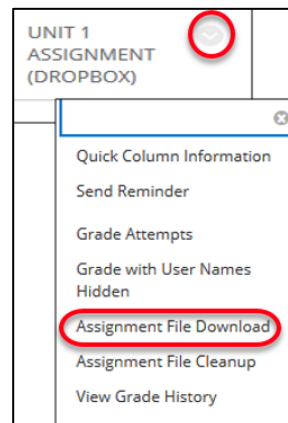 UNIT 1
ASSIGNMENT
(DROPBOX)
Quick Column Information
Send Reminder
Grade Attempts
Grade with User Names
Hidden
Assignment File Download
Assignment File Cleanup
View Grade History